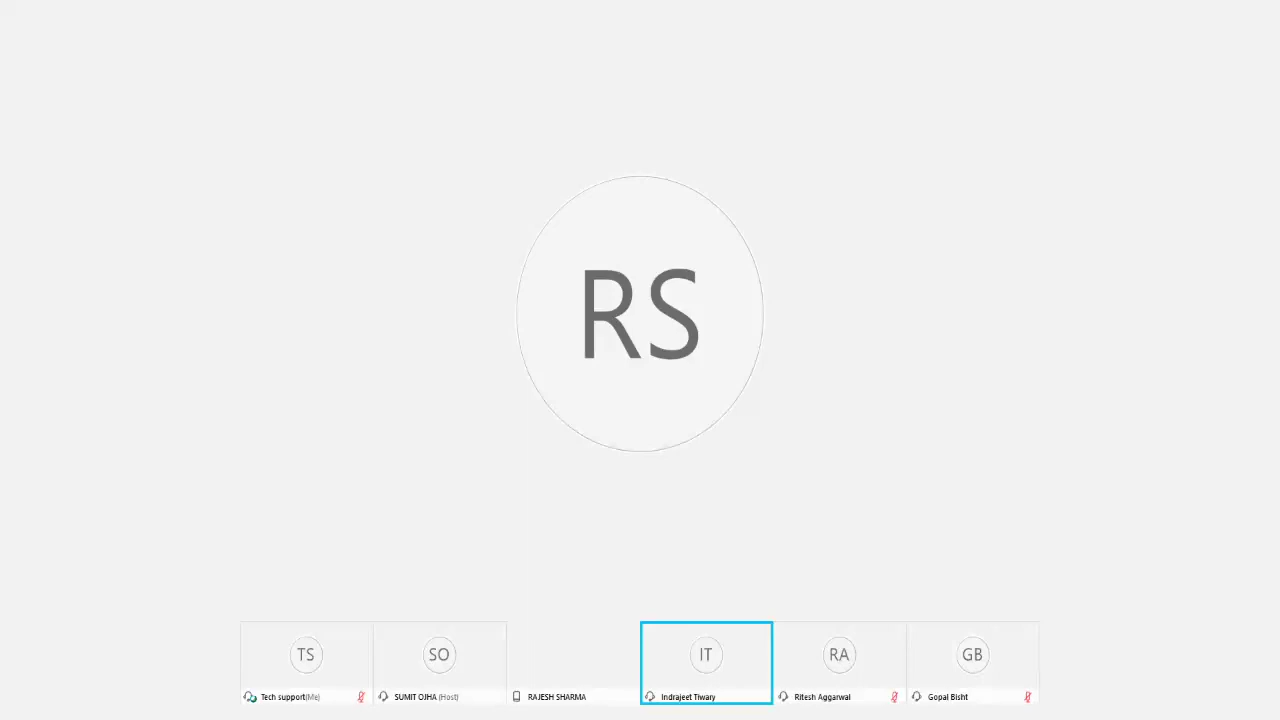 RS
TS
SO
IT
RA
GB
Tech support(Me)
SUMIT OJHA (Host)
RAJESH SHARMA
Indrajeet Tiwary
Ritesh Aggarwal
Gopal Bisht